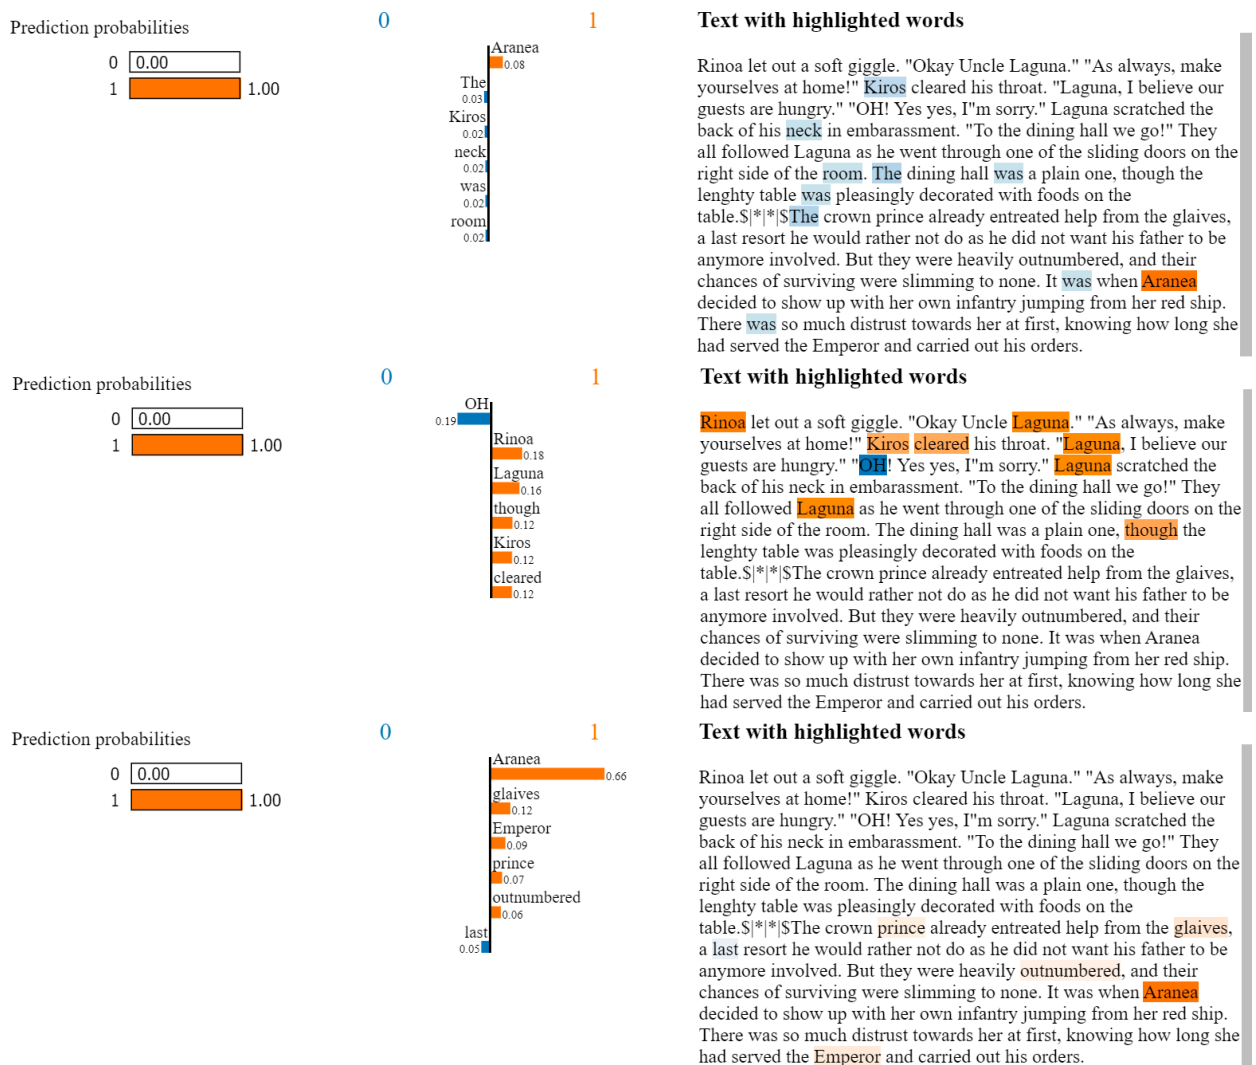 Prediction probabilities
0 0.00
1 1.00
0 1
Aranea
0.08
The
0.03
Kiros
0.02
neck
0.02
was
0.02
room
0.02
Text with highlighted words
Rinoa let out a soft giggle. "Okay Uncle Laguna." "As always, make
yourselves at home!" Kiros cleared his throat. "Laguna, I believe our
guests are hungry." "OH! Yes yes, I"m sorry." Laguna scratched the
back of his neck in embarassment. "To the dining hall we go!" They
all followed Laguna as he went through one of the sliding doors on the
right side of the room. The dining hall was a plain one, though the
lenghty table was pleasingly decorated with foods on the
table.$|*|*|$The crown prince already entreated help from the glaives,
a last resort he would rather not do as he did not want his father to be
anymore involved. But they were heavily outnumbered, and their
chances of surviving were slimming to none. It was when Aranea
decided to show up with her own infantry jumping from her red ship.
There was so much distrust towards her at first, knowing how long she
had served the Emperor and carried out his orders.
Prediction probabilities
0 0.00
1 1.00
0 1
OH
0.19
Rinoa
0.18
Laguna
0.16
though
0.12
Kiros
0.12
cleared
0.12
Text with highlighted words
Rinoa let out a soft giggle. "Okay Uncle Laguna." "As always, make
yourselves at home!" Kiros cleared his throat. "Laguna, I believe our
guests are hungry." "OH! Yes yes, I"m sorry." Laguna scratched the
back of his neck in embarassment. "To the dining hall we go!" They
all followed Laguna as he went through one of the sliding doors on the
right side of the room. The dining hall was a plain one, though the
lenghty table was pleasingly decorated with foods on the
table.$|*|*|$The crown prince already entreated help from the glaives,
a last resort he would rather not do as he did not want his father to be
anymore involved. But they were heavily outnumbered, and their
chances of surviving were slimming to none. It was when Aranea
decided to show up with her own infantry jumping from her red ship.
There was so much distrust towards her at first, knowing how long she
had served the Emperor and carried out his orders.
Prediction probabilities
0 0.00
1 1.00
0 1
Aranea
0.66
glaives
0.12
Emperor
0.09
prince
0.07
outnumbered
0.06
last
0.05
Text with highlighted words
Rinoa let out a soft giggle. "Okay Uncle Laguna." "As always, make
yourselves at home!" Kiros cleared his throat. "Laguna, I believe our
guests are hungry." "OH! Yes yes, I"m sorry." Laguna scratched the
back of his neck in embarassment. "To the dining hall we go!" They
all followed Laguna as he went through one of the sliding doors on the
right side of the room. The dining hall was a plain one, though the
lenghty table was pleasingly decorated with foods on the
table.$|*|*|$The crown prince already entreated help from the glaives,
a last resort he would rather not do as he did not want his father to be
anymore involved. But they were heavily outnumbered, and their
chances of surviving were slimming to none. It was when Aranea
decided to show up with her own infantry jumping from her red ship.
There was so much distrust towards her at first, knowing how long she
had served the Emperor and carried out his orders.